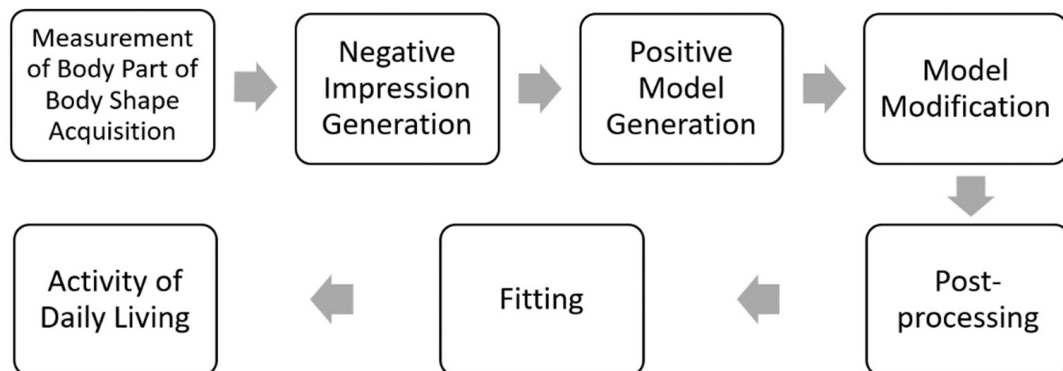 Measurement
of Body Part of
Body Shape
Acquisition
Negative
Impression
Generation
Positive
Model
Generation
Model
Modification
Post-
processing
Fitting
Activity of
Daily Living